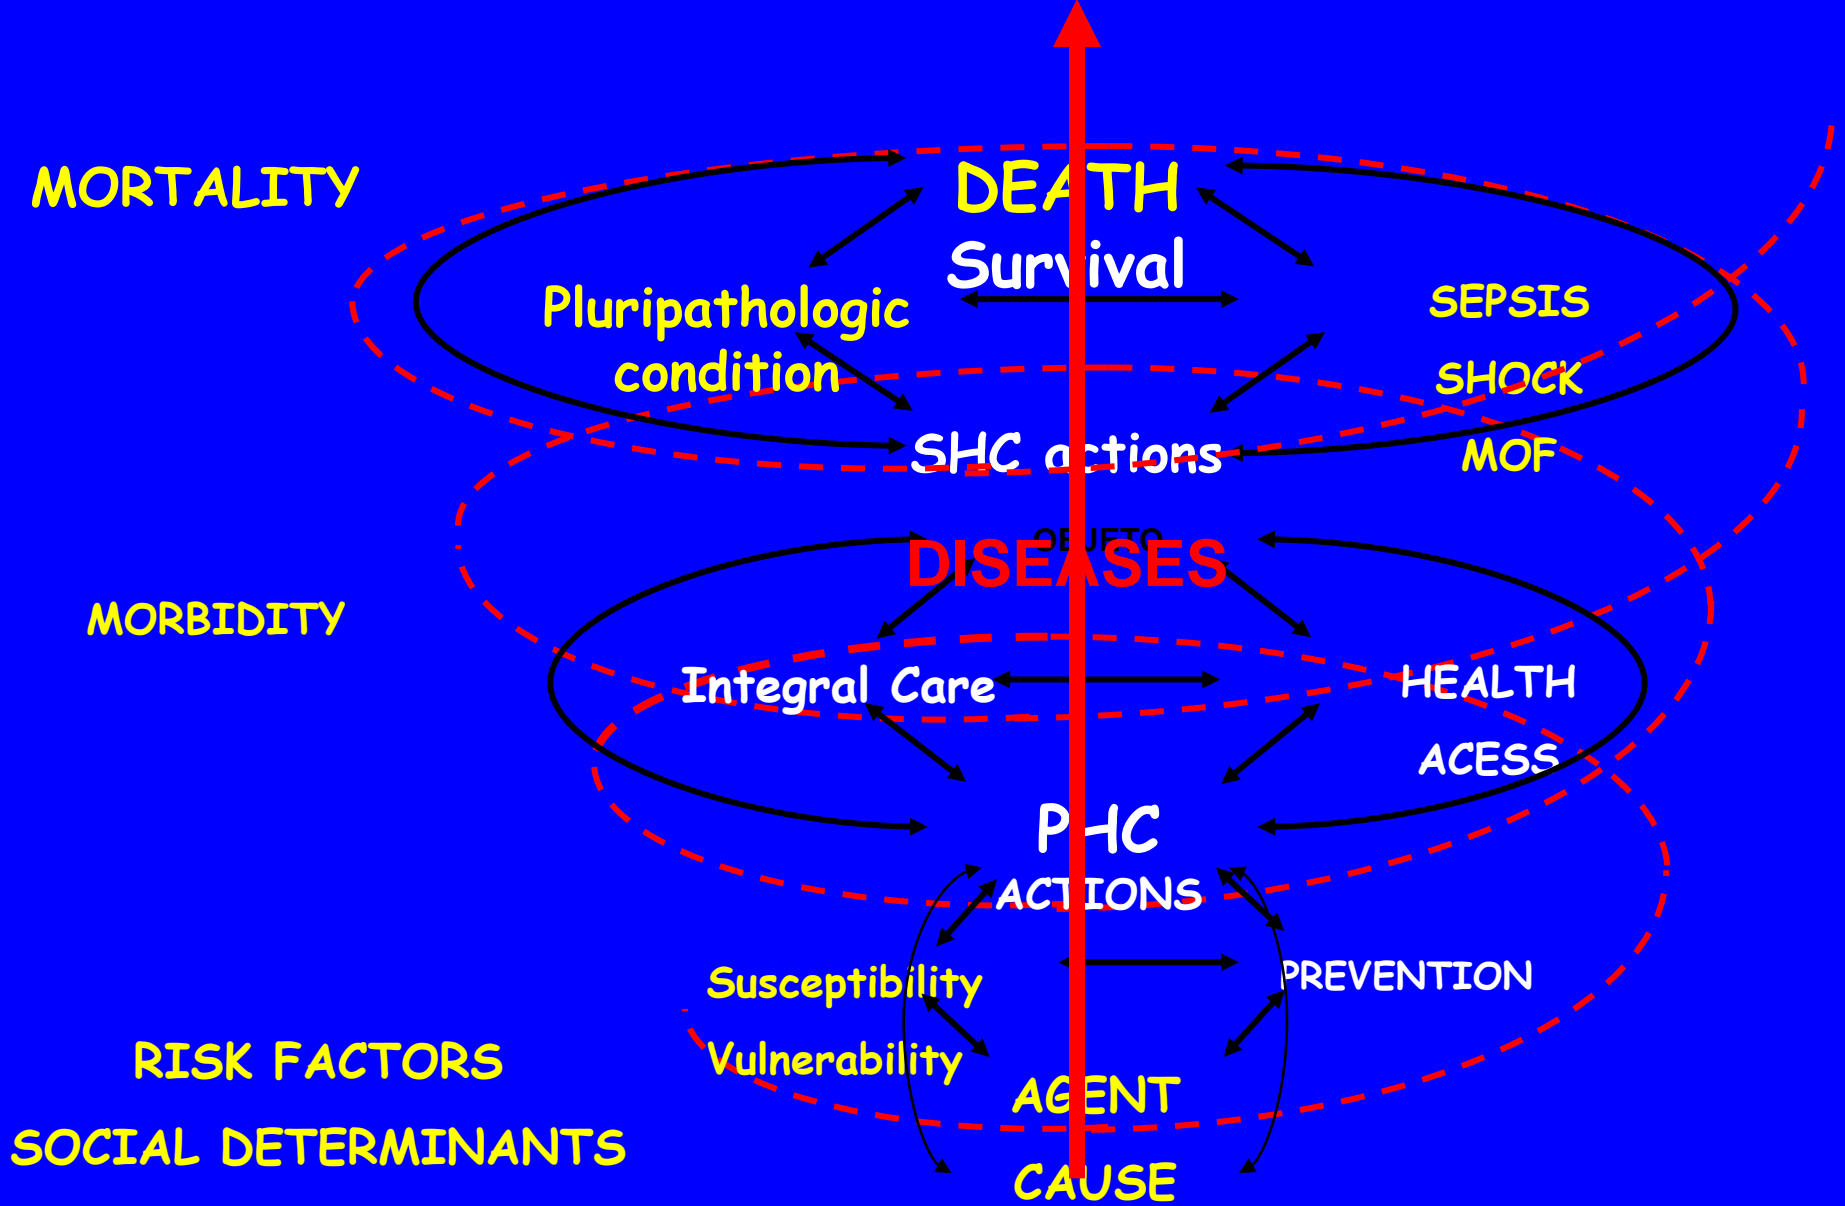 MORTALITY
DEATH
Survival
Pluripathologic
condition
SEPSIS
SHOCK
MOF
SHC actions
OBJETO
DISEASES
MORBIDITY
Integral Care
HEALTH
ACESS
PHC
ACTIONS
Susceptibility
Vulnerability
PREVENTION
RISK FACTORS
SOCIAL DETERMINANTS
AGENT
CAUSE